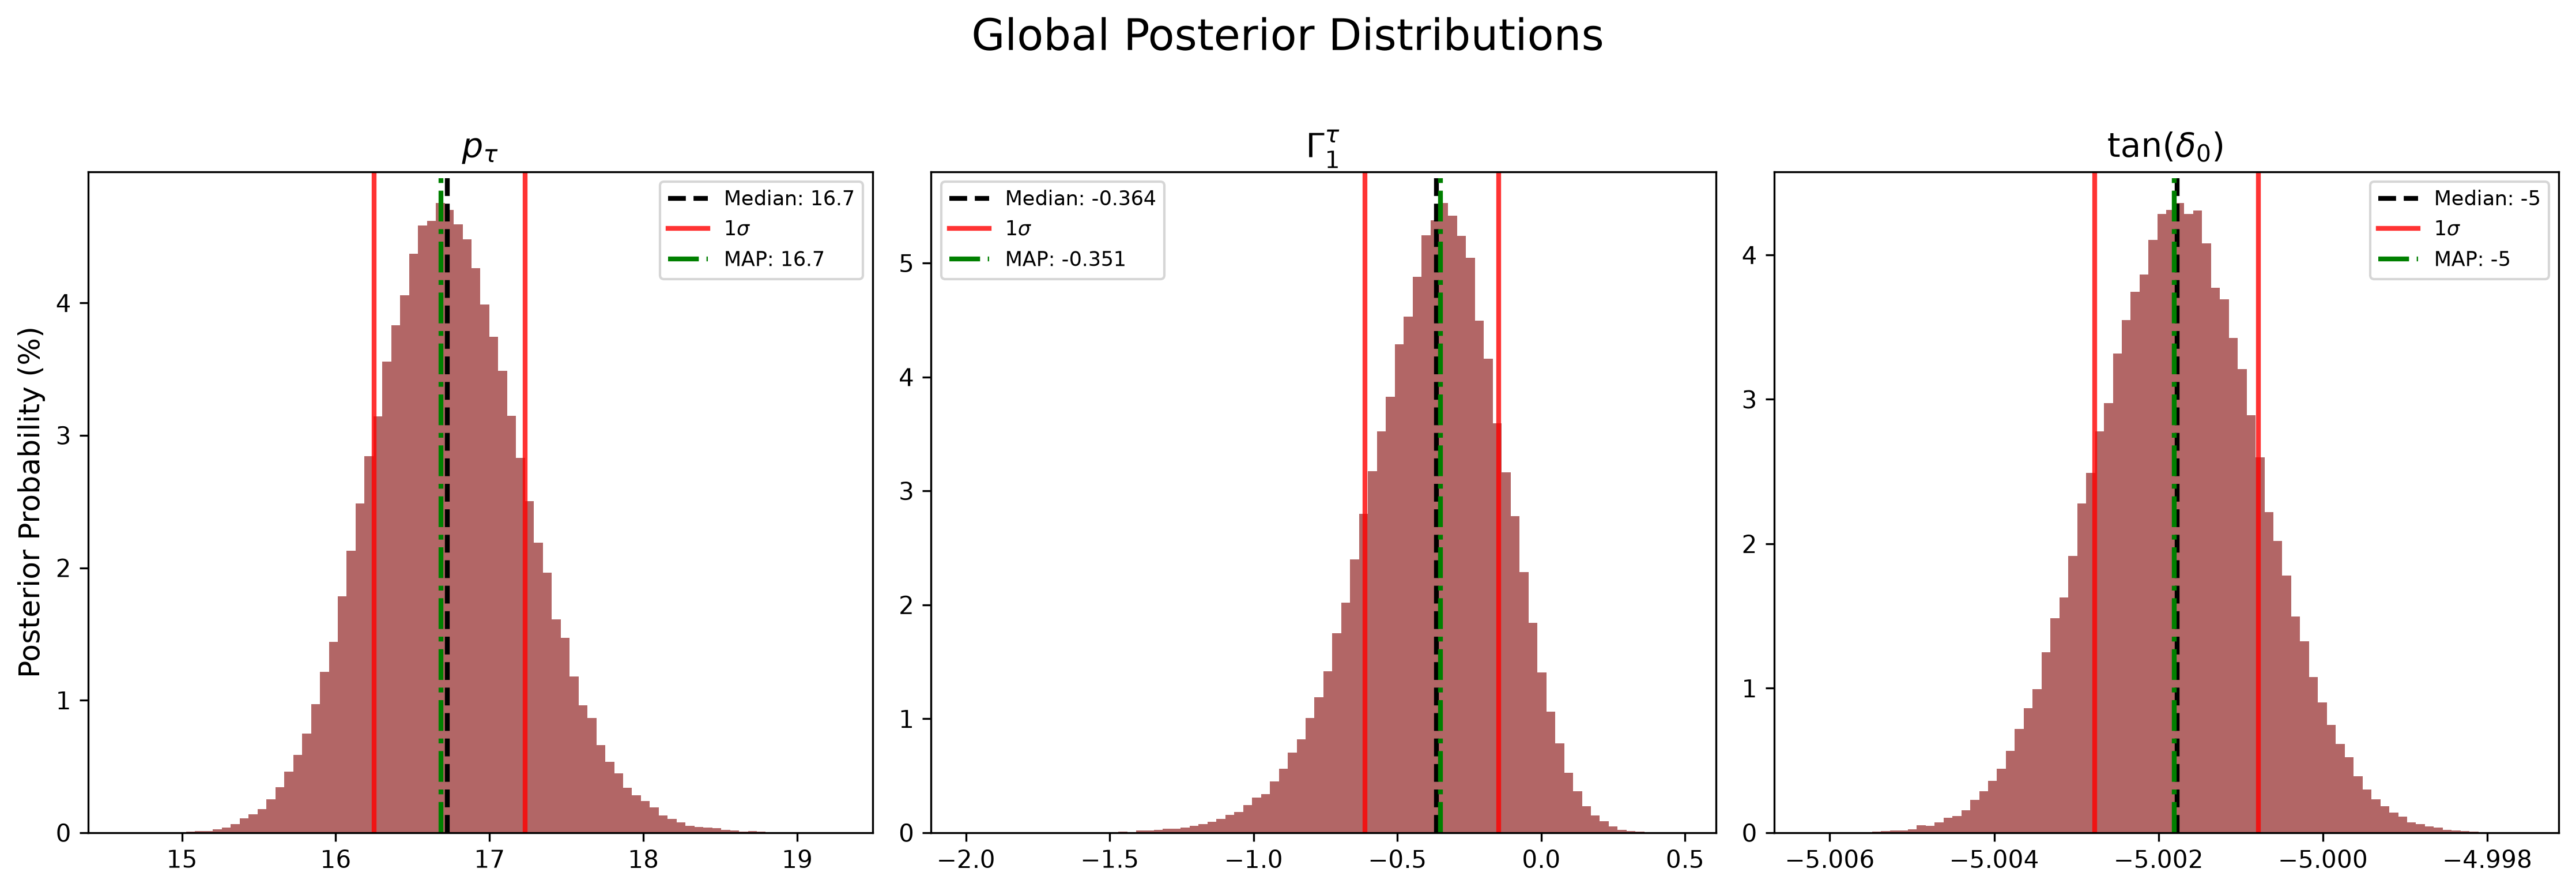 Global Posterior Distributions
p_τ
Γ₁^τ
tan(δ₀)
Posterior Probability (%)
Median: 16.7
1σ
MAP: 16.7
Median: -0.364
1σ
MAP: -0.351
Median: -5
1σ
MAP: -5
4
3
2
1
0
5
4
3
2
1
0
4
3
2
1
0
15 16 17 18 19
−2.0 −1.5 −1.0 −0.5 0.0 0.5
−5.006 −5.004 −5.002 −5.000 −4.998